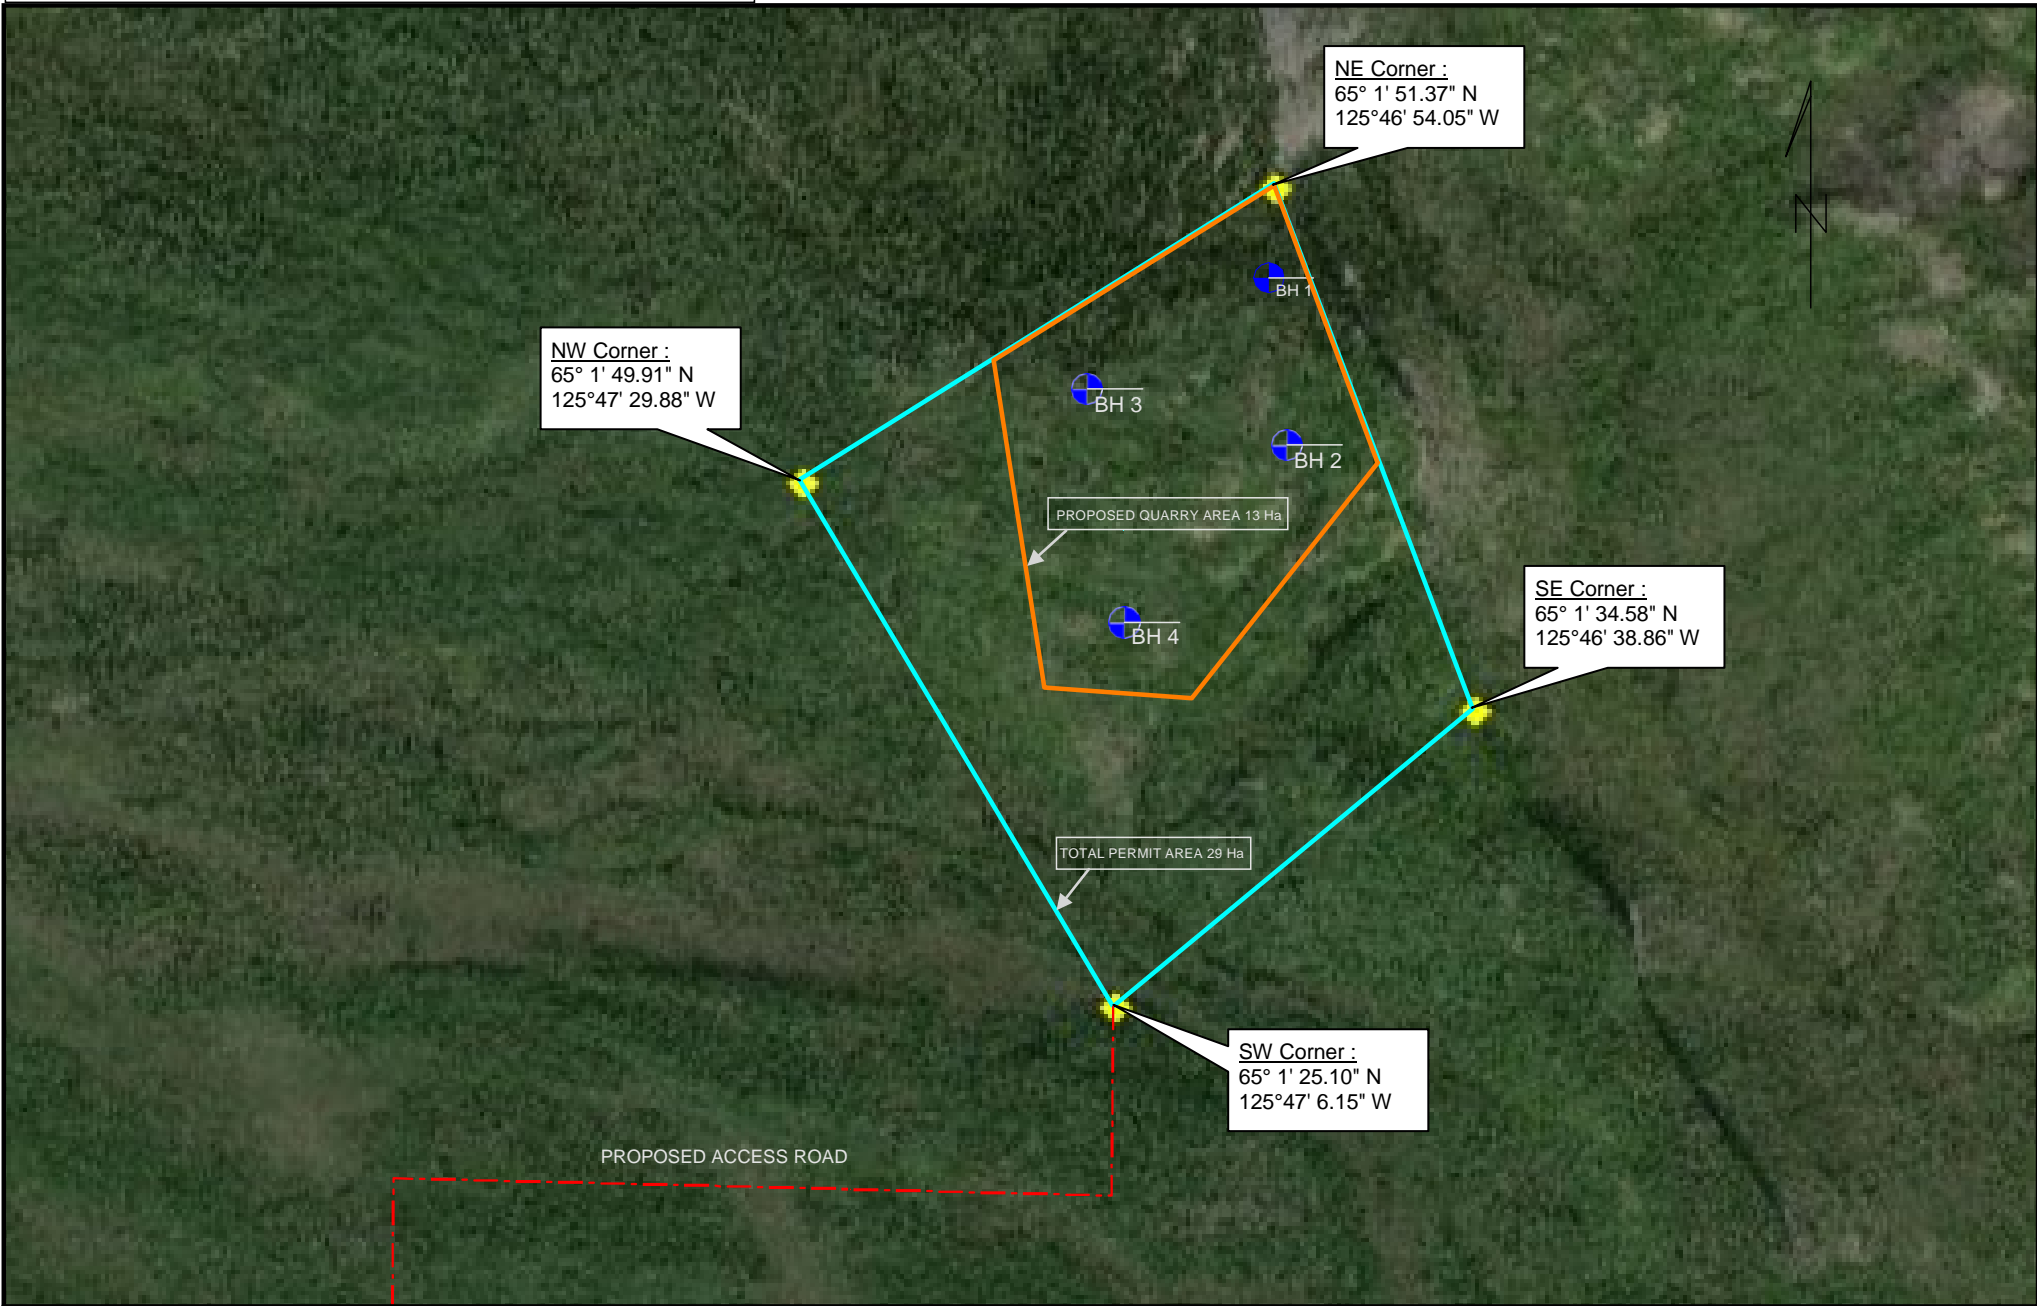 NE Corner :
65° 1' 51.37" N
125°46' 54.05" W
N
BH 1
NW Corner :
65° 1' 49.91" N
125°47' 29.88" W
BH 3
BH 2
PROPOSED QUARRY AREA 13 Ha
SE Corner :
65° 1' 34.58" N
125°46' 38.86" W
BH 4
TOTAL PERMIT AREA 29 Ha
SW Corner :
65° 1' 25.10" N
125°47' 6.15" W
PROPOSED ACCESS ROAD